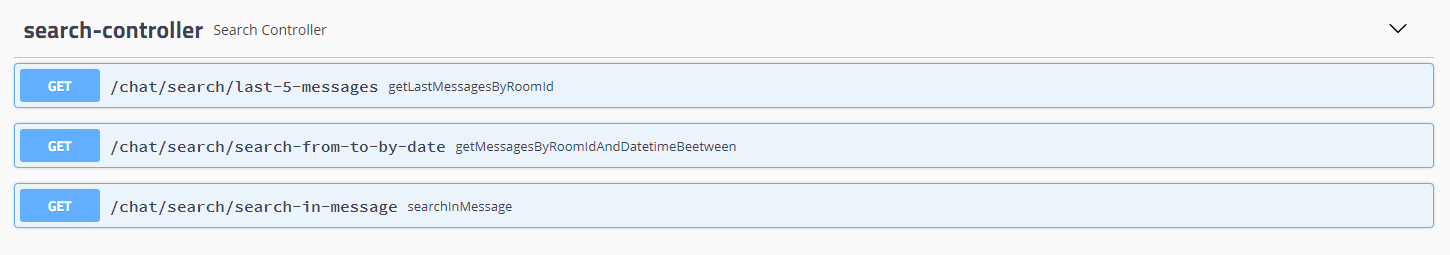 search-controller Search Controller
GET /chat/search/last-5-messages getLastMessagesByRoomId
GET /chat/search/search-from-to-by-date getMessagesByRoomIdAndDatetimeBeetween
GET /chat/search/search-in-message searchInMessage